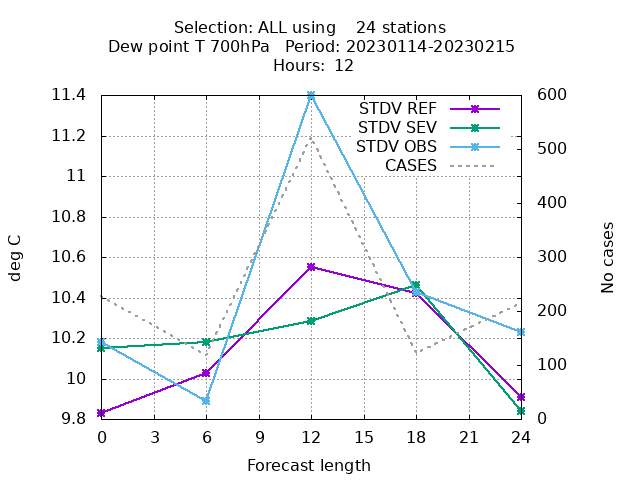 Selection: ALL using    24 stations
Dew point T 700hPa   Period: 20230114-20230215
Hours: 12
11.4
11.2
11
10.8
10.6
10.4
10.2
10
9.8
deg C
STDV REF
STDV SEV
STDV OBS
CASES
600
500
400
300
200
100
0
No cases
0 3 6 9 12 15 18 21 24
Forecast length